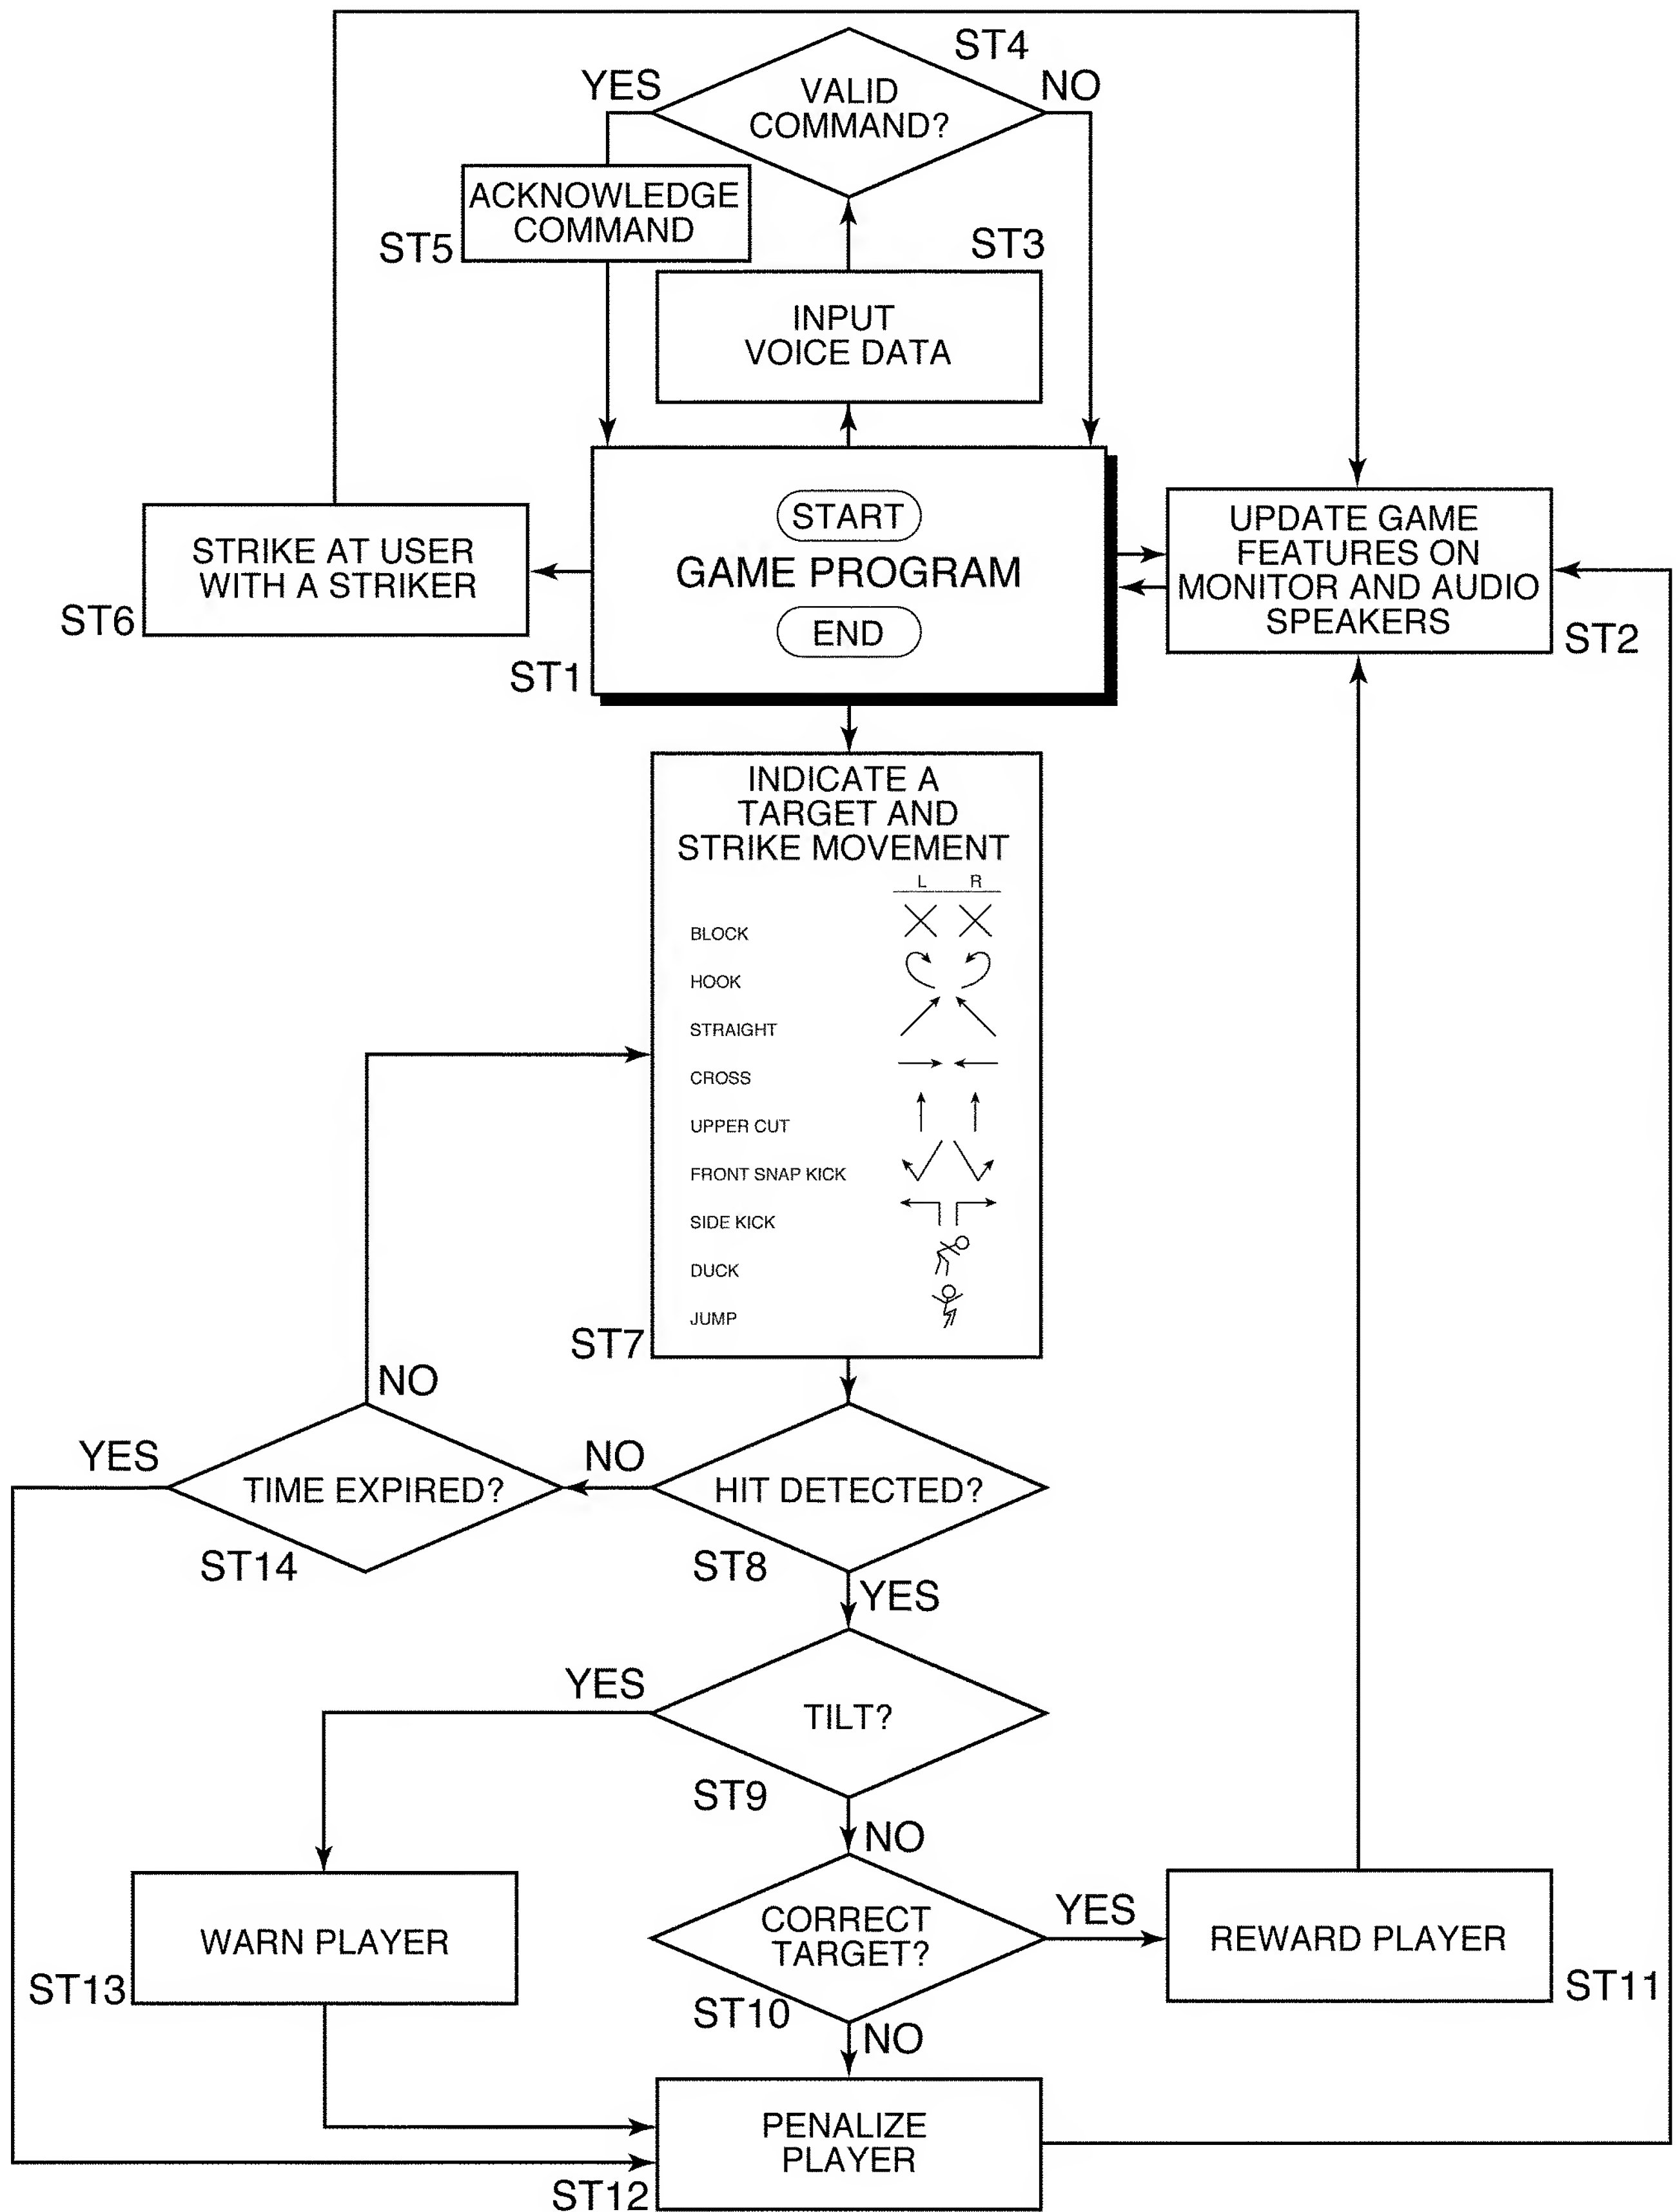 ST4
YES
NO
VALID
COMMAND?
ACKNOWLEDGE
COMMAND
ST5
ST3
INPUT
VOICE DATA
START
GAME PROGRAM
END
ST1
STRIKE AT USER
WITH A STRIKER
ST6
UPDATE GAME
FEATURES ON
MONITOR AND AUDIO
SPEAKERS
ST2
INDICATE A
TARGET AND
STRIKE MOVEMENT
L R
BLOCK
HOOK
STRAIGHT
CROSS
UPPER CUT
FRONT SNAP KICK
SIDE KICK
DUCK
JUMP
ST7
NO
YES
TIME EXPIRED?
ST14
NO
HIT DETECTED?
ST8
YES
YES
TILT?
ST9
NO
WARN PLAYER
ST13
CORRECT
TARGET?
ST10
YES
REWARD PLAYER
ST11
NO
PENALIZE
PLAYER
ST12